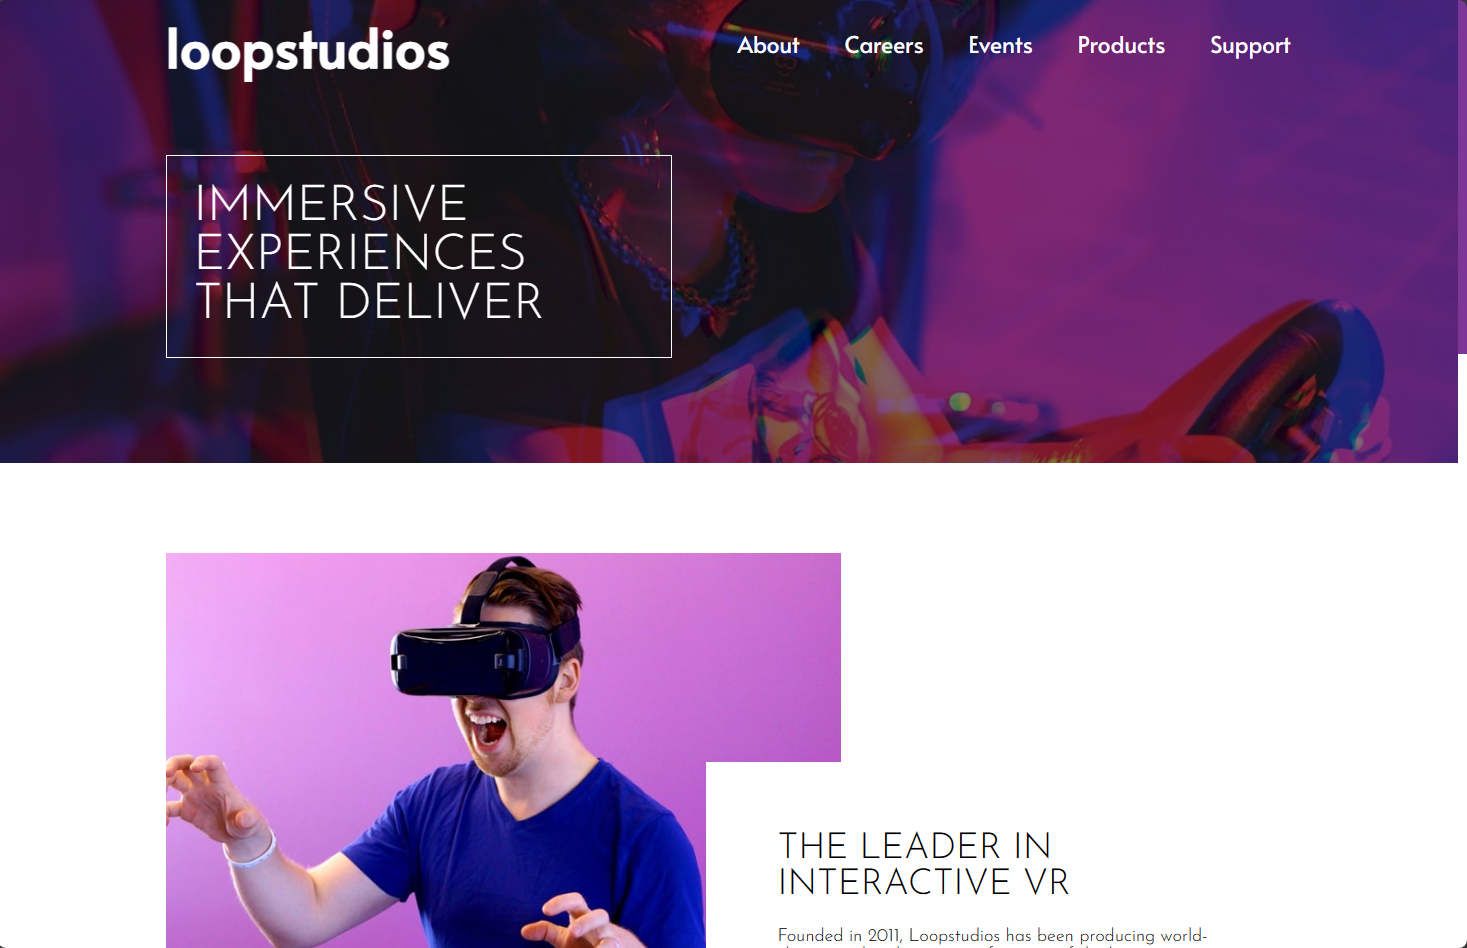 loopstudios
About Careers Events Products Support
IMMERSIVE
EXPERIENCES
THAT DELIVER
THE LEADER IN
INTERACTIVE VR
Founded in 2011, Loopstudios has been producing world-